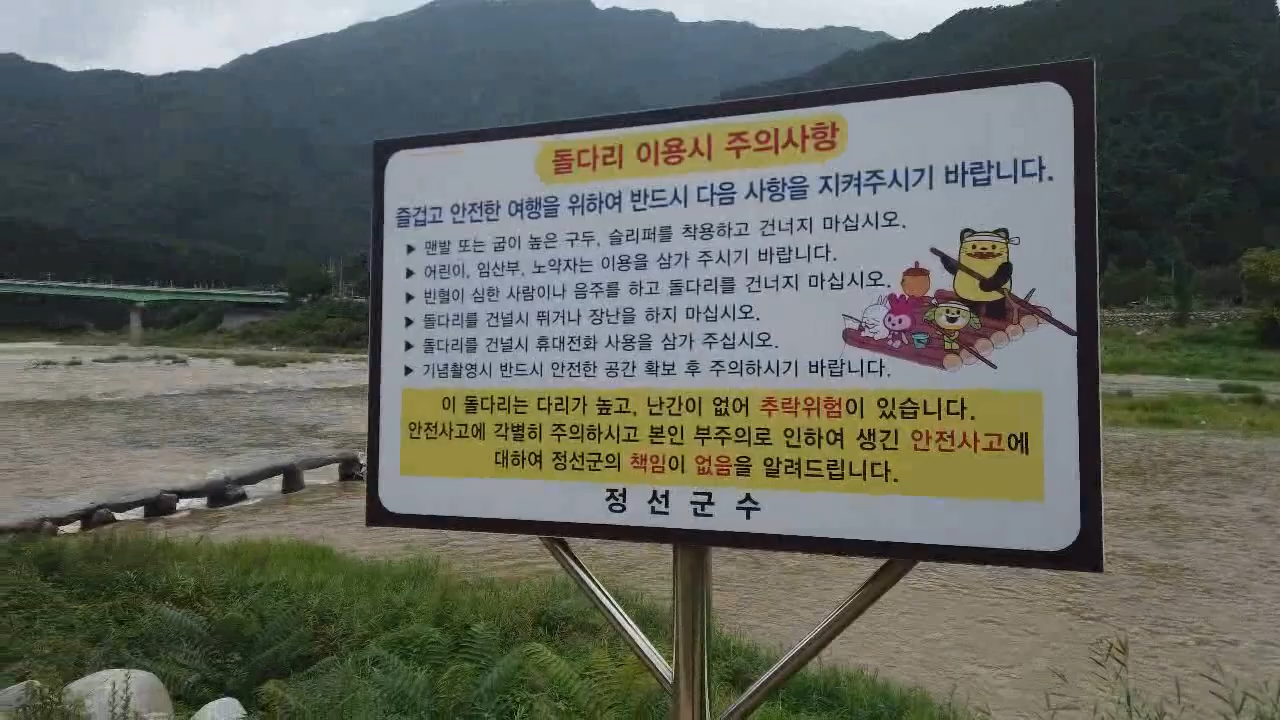 돌다리 이용시 주의사항
즐겁고 안전한 여행을 위하여 반드시 다음 사항을 지켜주시기 바랍니다.
▶ 맨발 또는 굽이 높은 구두, 슬리퍼를 착용하고 건너지 마십시오.
▶ 어린이, 임산부, 노약자는 이용을 삼가 주시기 바랍니다.
▶ 빈혈이 심한 사람이나 음주를 하고 돌다리를 건너지 마십시오.
▶ 돌다리를 건널시 뛰거나 장난을 하지 마십시오.
▶ 돌다리를 건널시 휴대전화 사용을 삼가 주십시오.
▶ 기념촬영시 반드시 안전한 공간 확보 후 주의하시기 바랍니다.
이 돌다리는 다리가 높고, 난간이 없어 추락위험이 있습니다.
안전사고에 각별히 주의하시고 본인 부주의로 인하여 생긴 안전사고에
대하여 정선군의 책임이 없음을 알려드립니다.
정 선 군 수